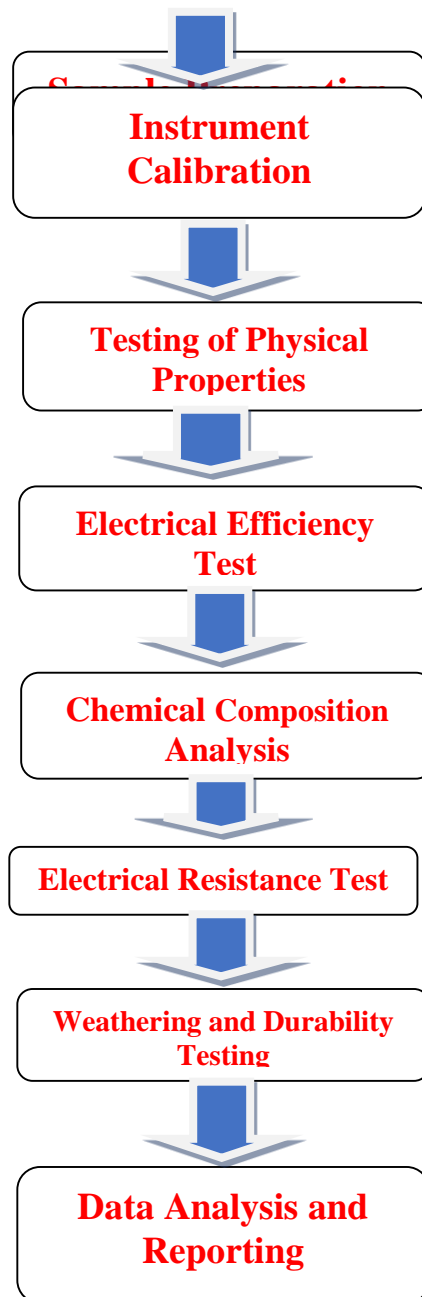 Instrument
Calibration
Testing of Physical
Properties
Electrical Efficiency
Test
Chemical Composition
Analysis
Electrical Resistance Test
Weathering and Durability
Testing
Data Analysis and
Reporting